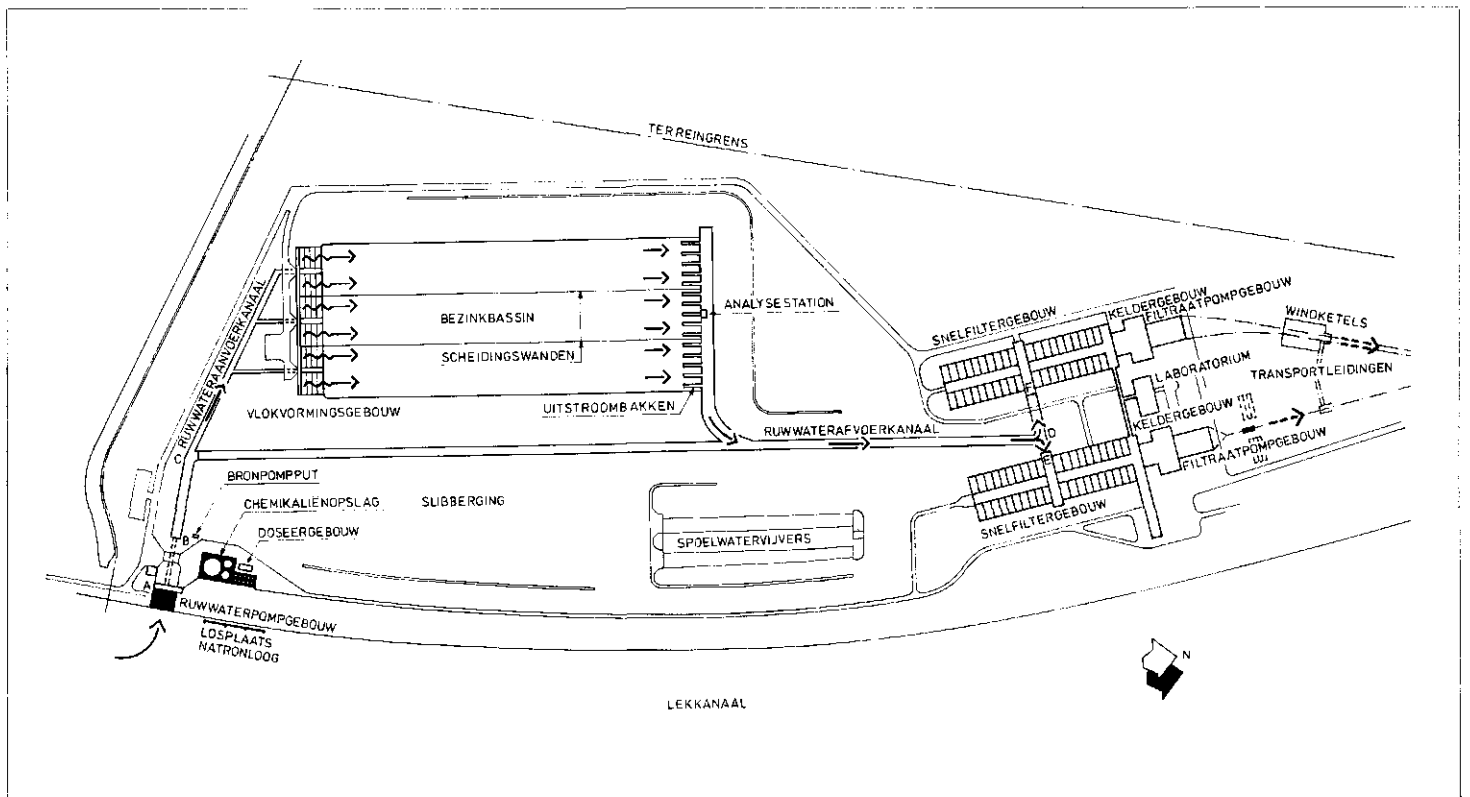 TERREINGRENS
RUWWATERAANVOERKANAAL
ANALYSESTATION
BEZINKBASSIN
SCHEIDINGSWANDEN
VLOKVORMINGSGEBOUW
UITSTROOMBAKKEN
RUWWATERAFVOERKANAAL
SNELFILTERGEBOUW
KELDERGEBOUW
FILTRAATPOMPGEBOUW
WINDKETELS
LABORATORIUM
TRANSPORTLEIDINGEN
KELDERGEBOUW
FILTRAATPOMPGEBOUW
SNELFILTERGEBOUW
C
D
E
BRONPOMPPUT
CHEMIKALIËNOPSLAG
SLIBBERGING
DOSEERGEBOUW
SPOELWATERVIJVERS
B
A
RUWWATERPOMPGEBOUW
LOSPLAATS
NATRONLOOG
N
LEKKANAAL